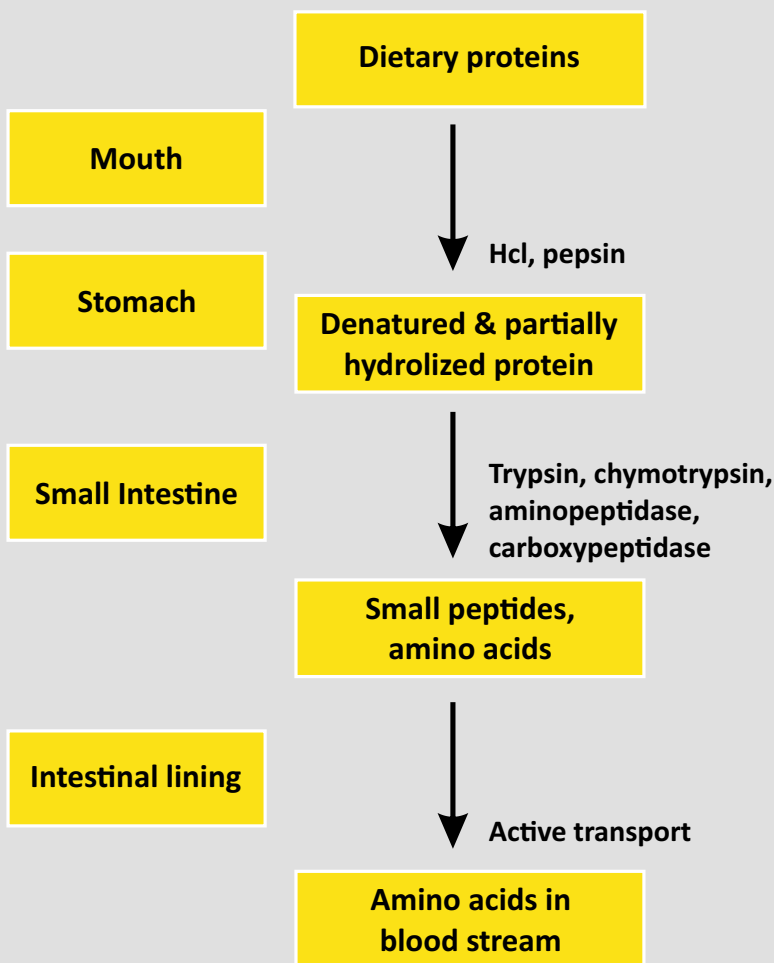 Dietary proteins
Mouth
Hcl, pepsin
Stomach
Denatured & partially
hydrolized protein
Small Intestine
Trypsin, chymotrypsin,
aminopeptidase,
carboxypeptidase
Small peptides,
amino acids
Intestinal lining
Active transport
Amino acids in
blood stream